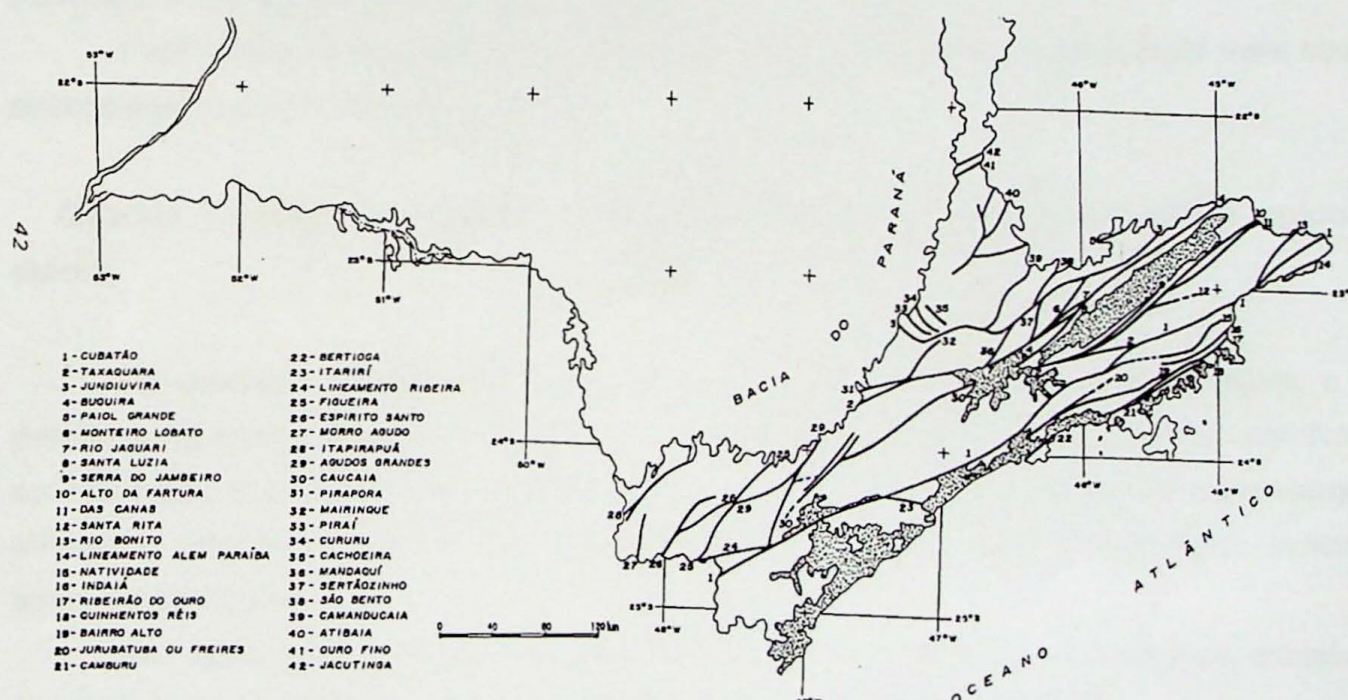 42
53°W
22°S
53°W
52°W
51°W
23°S
50°W
24°S
46°W
45°W
22°S
24°S
46°W
25°S
48°W
47°W
25°S
BACIA DO PARANÁ
OCEANO ATLÂNTICO
1 - CUBATÃO
2 - TAXAQUARA
3 - JUNDIUVIRA
4 - BUQUIRA
5 - PAIOL GRANDE
6 - MONTEIRO LOBATO
7 - RIO JAGUARI
8 - SANTA LUZIA
9 - SERRA DO JAMBEIRO
10 - ALTO DA FARTURA
11 - DAS CANAS
12 - SANTA RITA
13 - RIO BONITO
14 - LINEAMENTO ALEM PARAÍBA
15 - NATIVIDADE
16 - INDAIÁ
17 - RIBEIRÃO DO OURO
18 - QUINHENTOS RÉIS
19 - BAIRRO ALTO
20 - JURUBATUBA OU FREIRES
21 - CAMBURU
22 - BERTIOGA
23 - ITARIRÍ
24 - LINEAMENTO RIBEIRA
25 - FIGUEIRA
26 - ESPIRITO SANTO
27 - MORRO AGUDO
28 - ITAPIRAPUÃ
29 - AGUDOS GRANDES
30 - CAUCAIA
31 - PIRAPORA
32 - MAIRINQUE
33 - PIRAÍ
34 - CURURU
35 - CACHOEIRA
36 - MANDAQUÍ
37 - SERTÃOZINHO
38 - SÃO BENTO
39 - CAMANDUCAIA
40 - ATIBAIA
41 - OURO FINO
42 - JACUTINGA
0 40 80 120 km